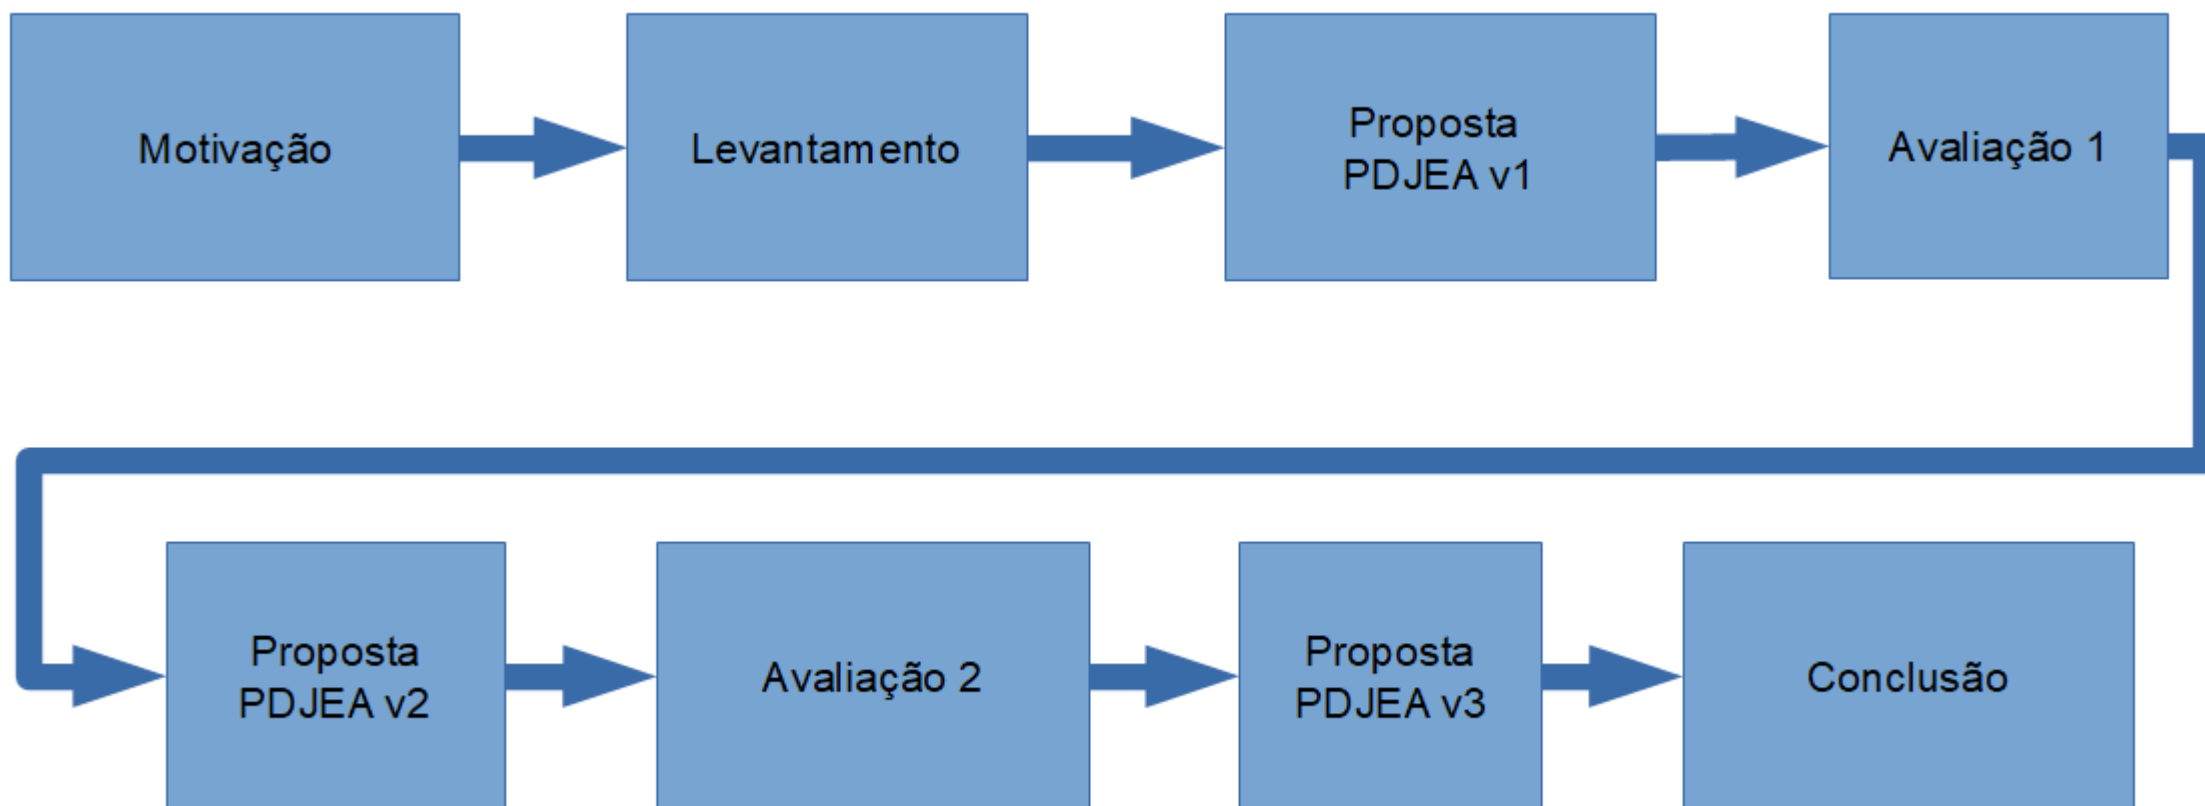 Motivação
Levantamento
Proposta
PDJEA v1
Avaliação 1
Proposta
PDJEA v2
Avaliação 2
Proposta
PDJEA v3
Conclusão